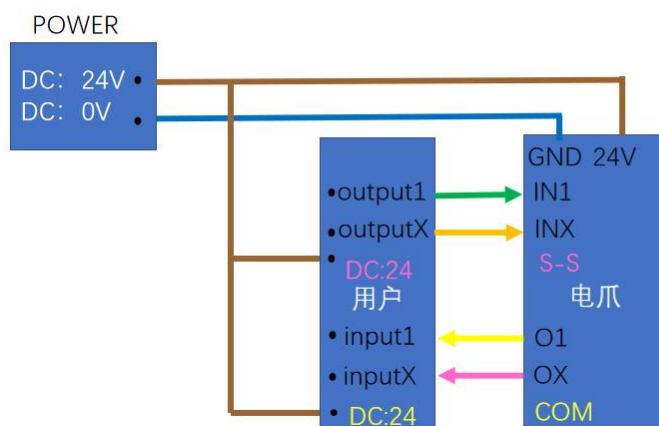 POWER
DC: 24V
DC: 0V
GND 24V
output1
IN1
outputX
INX
DC:24
S-S
用户
电爪
input1
O1
inputX
OX
DC:24
COM